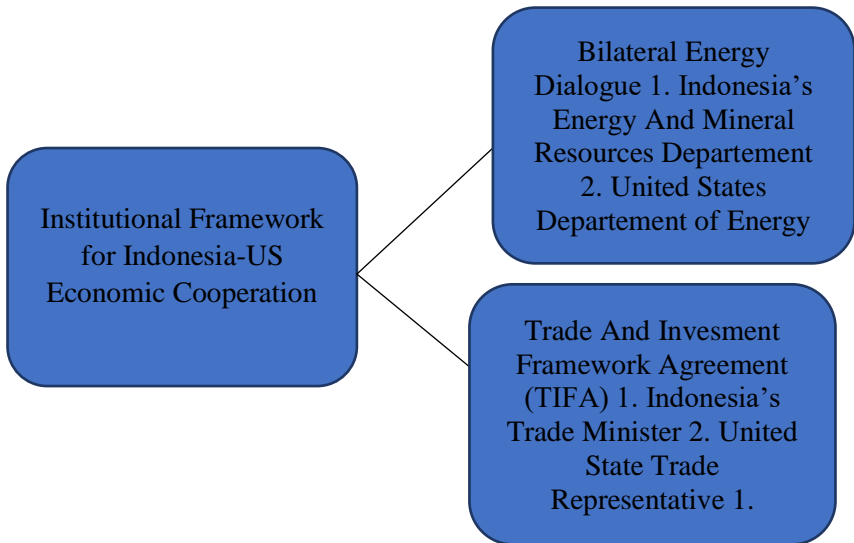 Institutional Framework
for Indonesia-US
Economic Cooperation
Bilateral Energy
Dialogue 1. Indonesia’s
Energy And Mineral
Resources Departement
2. United States
Departement of Energy
Trade And Invesment
Framework Agreement
(TIFA) 1. Indonesia’s
Trade Minister 2. United
State Trade
Representative 1.